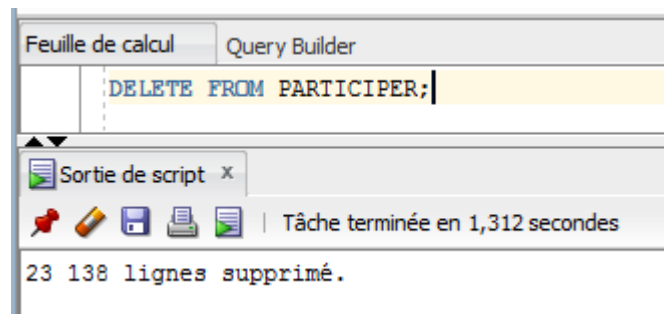 Feuille de calcul Query Builder
DELETE FROM PARTICIPER;
Sortie de script x
Tâche terminée en 1,312 secondes
23 138 lignes supprimé.